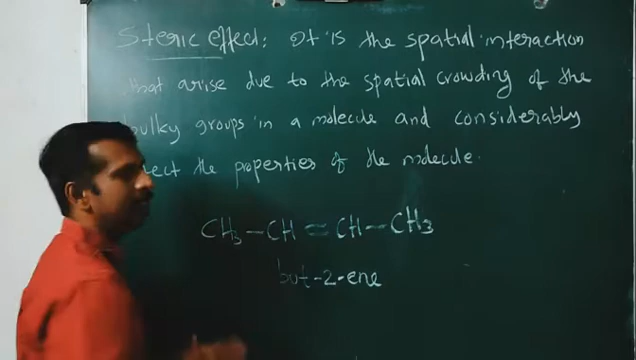 Steric effect: It is the spatial interaction
that arise due to the spatial crowding of the
bulky groups in a molecule and considerably
the properties of the molecule.
CH3 - CH = CH - CH3
but-2-ene